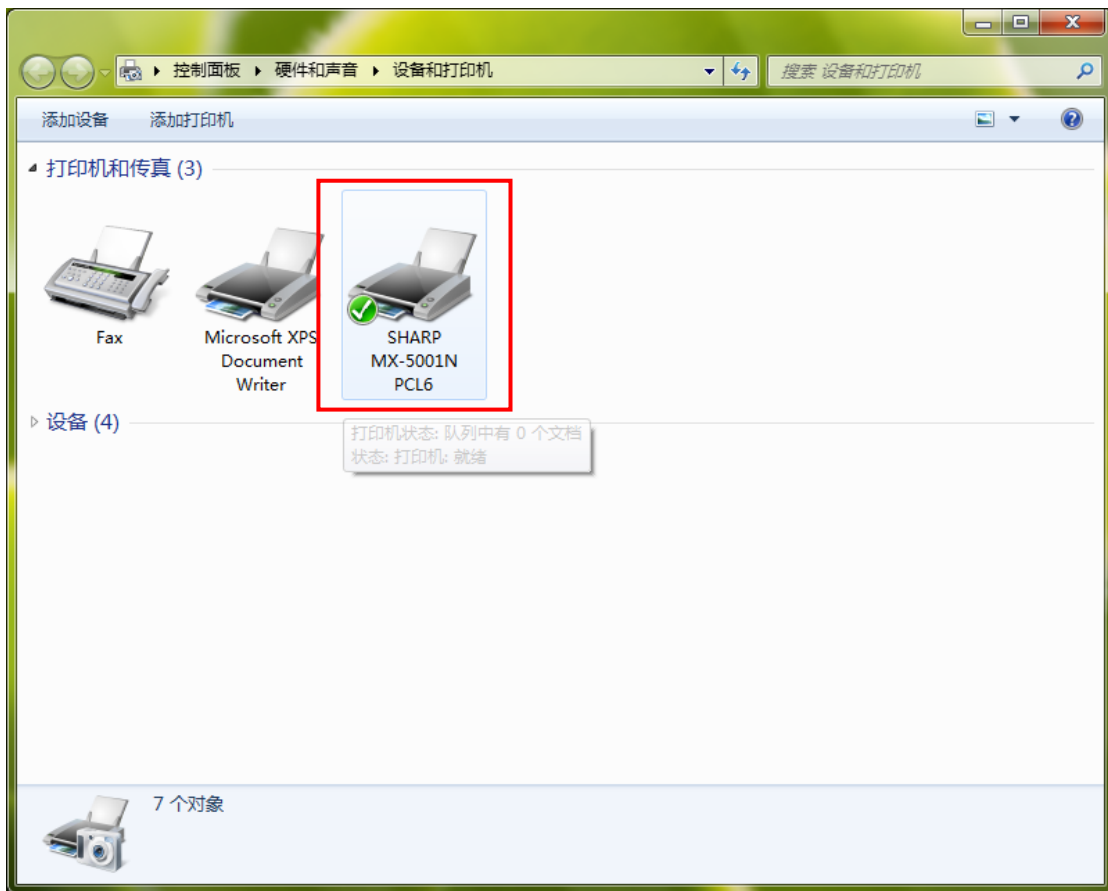 控制面板 硬件和声音 设备和打印机
搜索 设备和打印机
添加设备 添加打印机
打印机和传真 (3)
Fax
Microsoft XPS
Document
Writer
SHARP
MX-5001N
PCL6
设备 (4)
打印机状态: 队列中有 0 个文档
状态: 打印机: 就绪
7 个对象